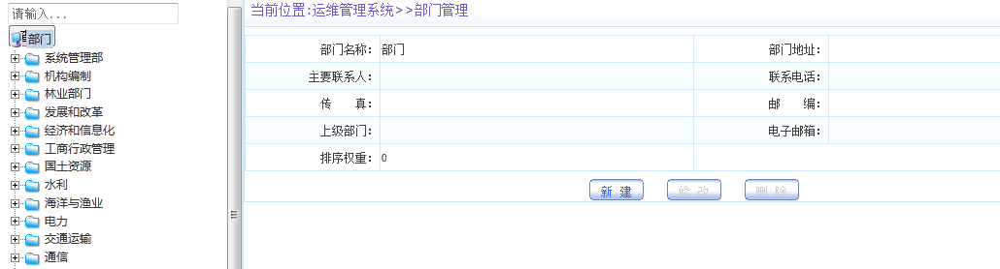 请输入...
部门
系统管理部
机构编制
林业部门
发展和改革
经济和信息化
工商行政管理
国土资源
水利
海洋与渔业
电力
交通运输
通信
当前位置:运维管理系统>>部门管理
部门名称: 部门 部门地址:
主要联系人: 联系电话:
传 真: 邮 编:
上级部门: 电子邮箱:
排序权重: 0
新 建 修 改 删 除